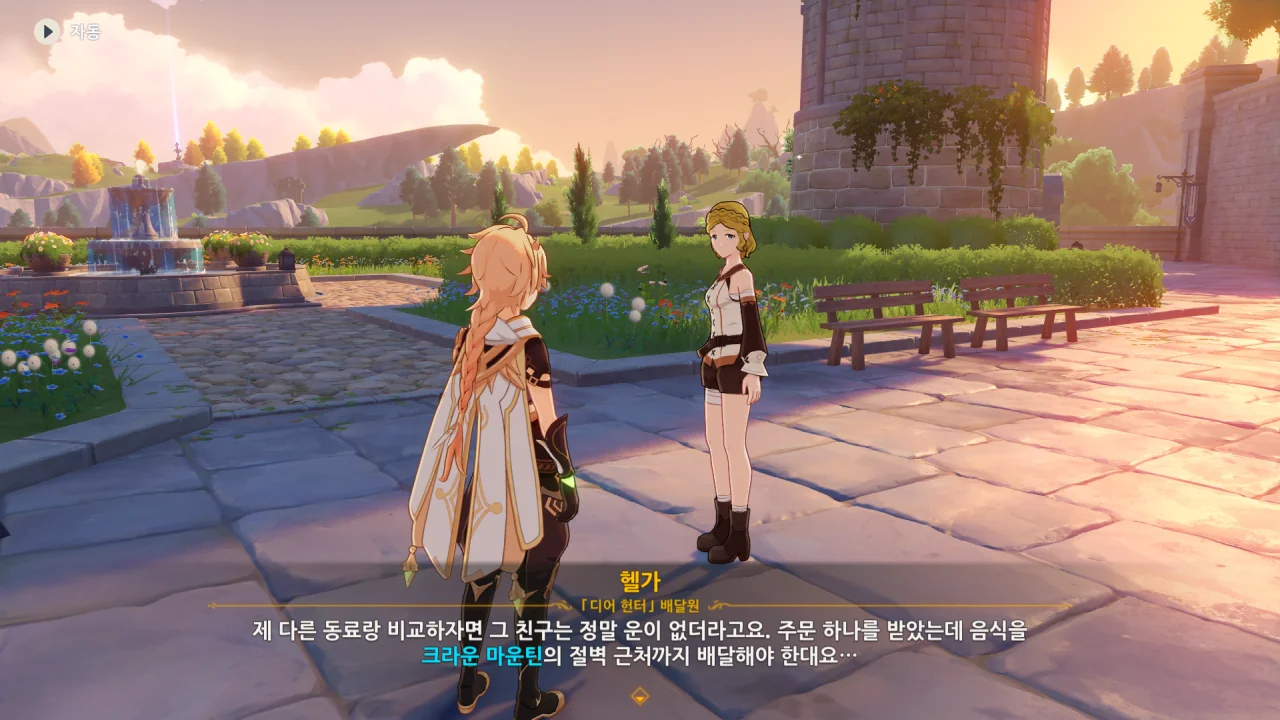 자동
헬가
「디어 헌터」 배달원
제 다른 동료랑 비교하자면 그 친구는 정말 운이 없더라고요. 주문 하나를 받았는데 음식을
크라운 마운틴의 절벽 근처까지 배달해야 한대요…